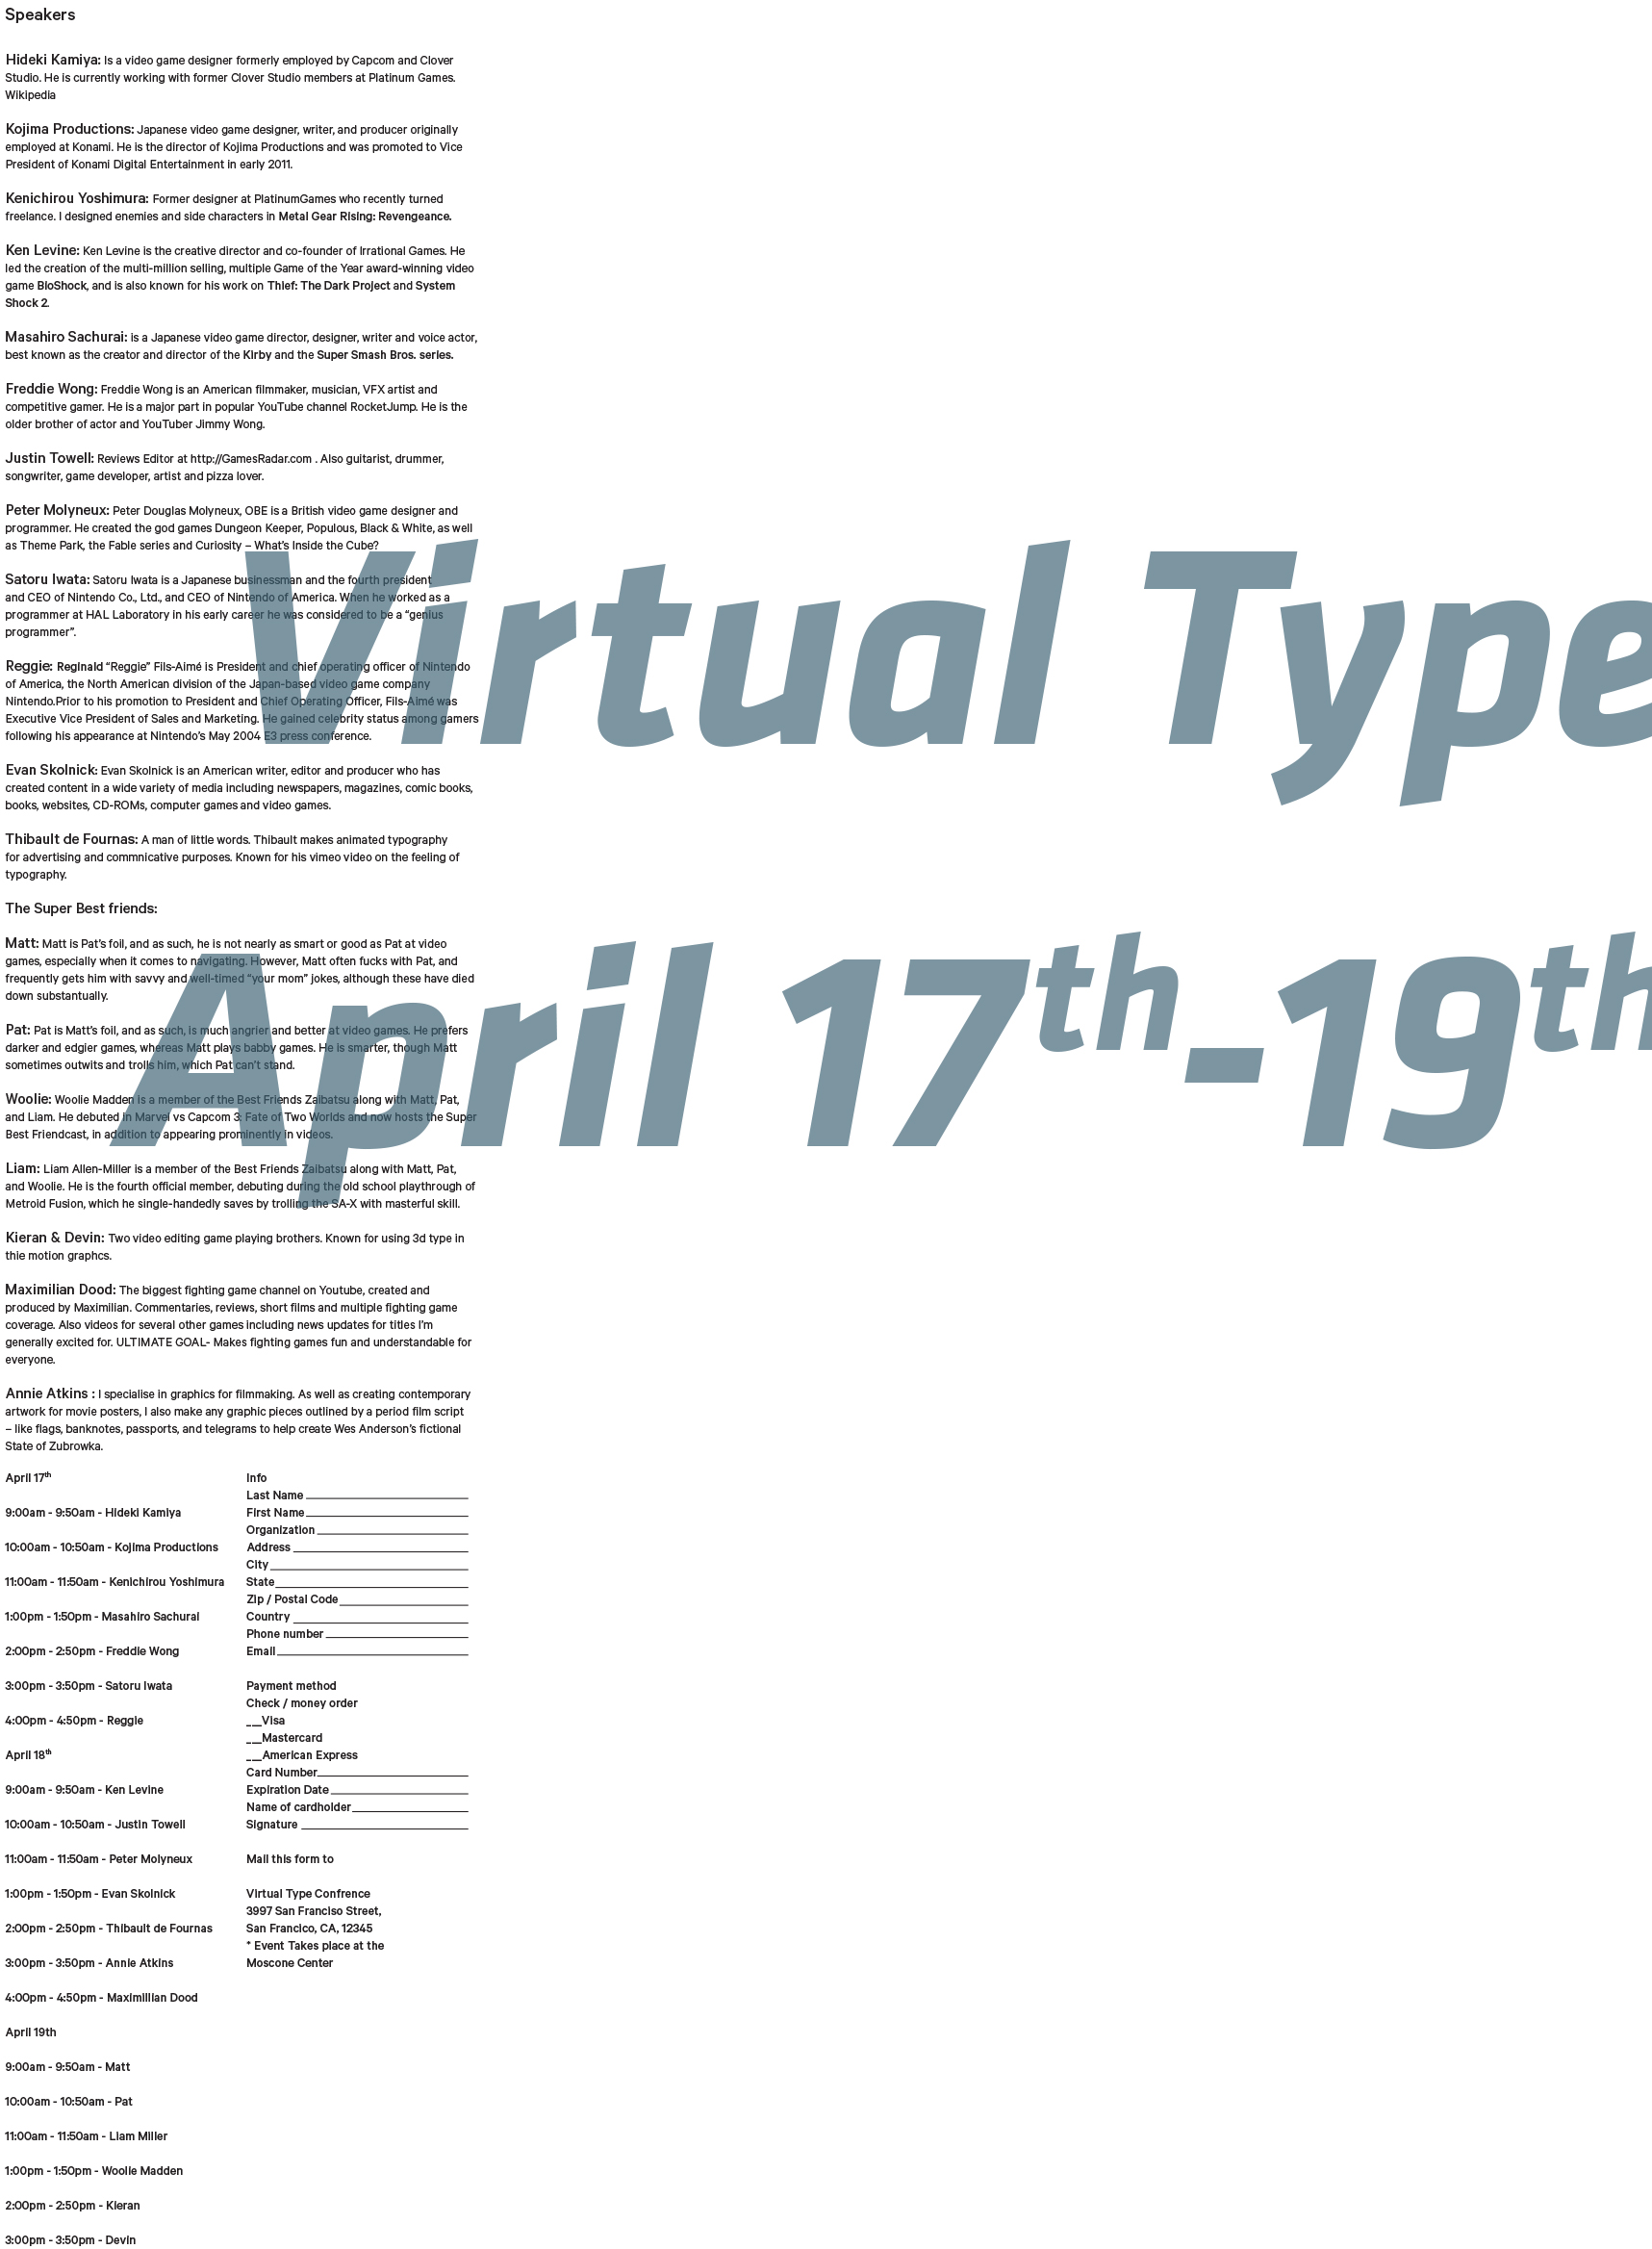 Speakers
Hideki Kamiya: Is a video game designer formerly employed by Capcom and Clover
Studio. He is currently working with former Clover Studio members at Platinum Games.
Wikipedia
Kojima Productions: Japanese video game designer, writer, and producer originally
employed at Konami. He is the director of Kojima Productions and was promoted to Vice
President of Konami Digital Entertainment in early 2011.
Kenichirou Yoshimura: Former designer at PlatinumGames who recently turned
freelance. I designed enemies and side characters in Metal Gear Rising: Revengeance.
Ken Levine: Ken Levine is the creative director and co-founder of Irrational Games. He
led the creation of the multi-million selling, multiple Game of the Year award-winning video
game BioShock, and is also known for his work on Thief: The Dark Project and System
Shock 2.
Masahiro Sachurai: is a Japanese video game director, designer, writer and voice actor,
best known as the creator and director of the Kirby and the Super Smash Bros. series.
Freddie Wong: Freddie Wong is an American filmmaker, musician, VFX artist and
competitive gamer. He is a major part in popular YouTube channel RocketJump. He is the
older brother of actor and YouTuber Jimmy Wong.
Justin Towell: Reviews Editor at http://GamesRadar.com . Also guitarist, drummer,
songwriter, game developer, artist and pizza lover.
Peter Molyneux: Peter Douglas Molyneux, OBE is a British video game designer and
programmer. He created the god games Dungeon Keeper, Populous, Black & White, as well
as Theme Park, the Fable series and Curiosity – What's Inside the Cube?
Satoru Iwata: Satoru Iwata is a Japanese businessman and the fourth president
and CEO of Nintendo Co., Ltd., and CEO of Nintendo of America. When he worked as a
programmer at HAL Laboratory in his early career he was considered to be a “genius
programmer”.
Reggie: Reginald “Reggie” Fils-Aimé is President and chief operating officer of Nintendo
of America, the North American division of the Japan-based video game company
Nintendo.Prior to his promotion to President and Chief Operating Officer, Fils-Aimé was
Executive Vice President of Sales and Marketing. He gained celebrity status among gamers
following his appearance at Nintendo's May 2004 E3 press conference.
Virtual Type
Evan Skolnick: Evan Skolnick is an American writer, editor and producer who has
created content in a wide variety of media including newspapers, magazines, comic books,
books, websites, CD-ROMs, computer games and video games.
Thibault de Fournas: A man of little words. Thibault makes animated typography
for advertising and commnicative purposes. Known for his vimeo video on the feeling of
typography.
The Super Best friends:
Matt: Matt is Pat's foil, and as such, he is not nearly as smart or good as Pat at video
games, especially when it comes to navigating. However, Matt often fucks with Pat, and
frequently gets him with savvy and well-timed “your mom” jokes, although these have died
down substantually.
Pat: Pat is Matt's foil, and as such, is much angrier and better at video games. He prefers
darker and edgier games, whereas Matt plays babby games. He is smarter, though Matt
sometimes outwits and trolls him, which Pat can't stand.
Woolie: Woolie Madden is a member of the Best Friends Zaibatsu along with Matt, Pat,
and Liam. He debuted in Marvel vs Capcom 3: Fate of Two Worlds and now hosts the Super
Best Friendcast, in addition to appearing prominently in videos.
April 17th-19th
Liam: Liam Allen-Miller is a member of the Best Friends Zaibatsu along with Matt, Pat,
and Woolie. He is the fourth official member, debuting during the old school playthrough of
Metroid Fusion, which he single-handedly saves by trolling the SA-X with masterful skill.
Kieran & Devin: Two video editing game playing brothers. Known for using 3d type in
thie motion graphcs.
Maximilian Dood: The biggest fighting game channel on Youtube, created and
produced by Maximilian. Commentaries, reviews, short films and multiple fighting game
coverage. Also videos for several other games including news updates for titles I'm
generally excited for. ULTIMATE GOAL- Makes fighting games fun and understandable for
everyone.
Annie Atkins : I specialise in graphics for filmmaking. As well as creating contemporary
artwork for movie posters, I also make any graphic pieces outlined by a period film script
– like flags, banknotes, passports, and telegrams to help create Wes Anderson's fictional
State of Zubrowka.
April 17th
9:00am - 9:50am - Hideki Kamiya
10:00am - 10:50am - Kojima Productions
11:00am - 11:50am - Kenichirou Yoshimura
1:00pm - 1:50pm - Masahiro Sachurai
2:00pm - 2:50pm - Freddie Wong
3:00pm - 3:50pm - Satoru Iwata
4:00pm - 4:50pm - Reggie
April 18th
9:00am - 9:50am - Ken Levine
10:00am - 10:50am - Justin Towell
11:00am - 11:50am - Peter Molyneux
1:00pm - 1:50pm - Evan Skolnick
2:00pm - 2:50pm - Thibault de Fournas
3:00pm - 3:50pm - Annie Atkins
4:00pm - 4:50pm - Maximillian Dood
April 19th
9:00am - 9:50am - Matt
10:00am - 10:50am - Pat
11:00am - 11:50am - Liam Miller
1:00pm - 1:50pm - Woolie Madden
2:00pm - 2:50pm - Kieran
3:00pm - 3:50pm - Devin
Info
Last Name
First Name
Organization
Address
City
State
Zip / Postal Code
Country
Phone number
Email
Payment method
Check / money order
___Visa
___Mastercard
___American Express
Card Number
Expiration Date
Name of cardholder
Signature
Mail this form to
Virtual Type Confrence
3997 San Franciso Street,
San Francico, CA, 12345
* Event Takes place at the
Moscone Center